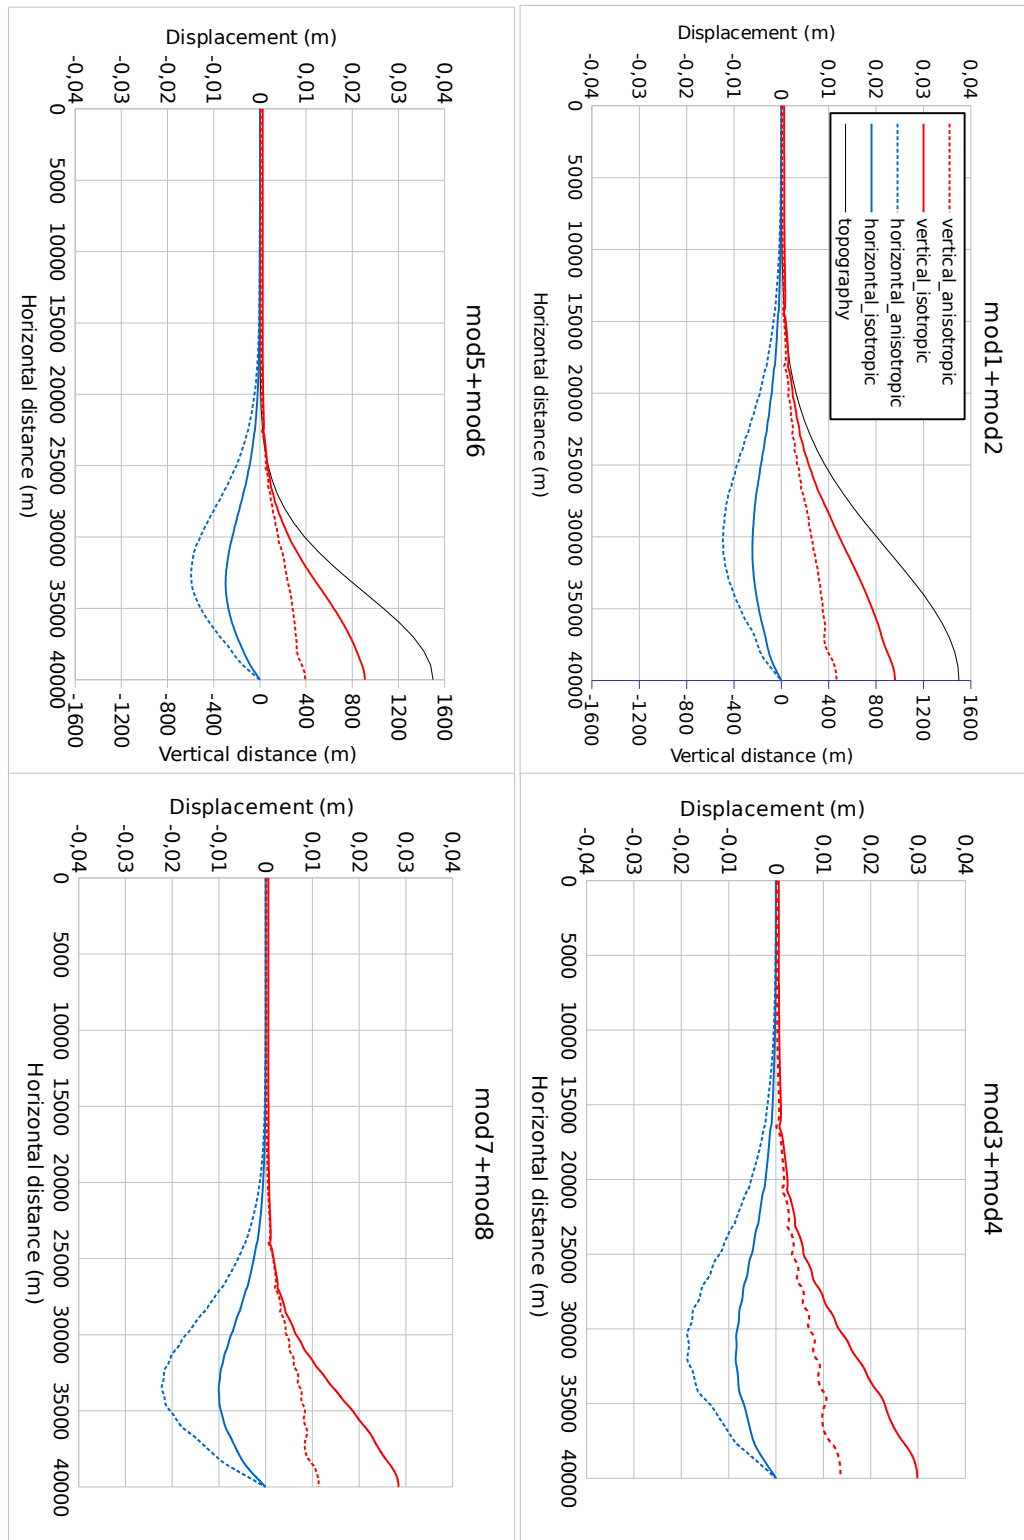 mod1+mod2
0,04
0,03
0,02
0,01
0
-0,01
-0,02
-0,03
-0,04
Displacement (m)
vertical_anisotropic
vertical_isotropic
horizontal_anisotropic
horizontal_isotropic
topography
1600
1200
800
400
0
-400
-800
-1200
-1600
Vertical distance (m)
0 5000 10000 15000 20000 25000 30000 35000 40000
Horizontal distance (m)
mod3+mod4
0,04
0,03
0,02
0,01
0
-0,01
-0,02
-0,03
-0,04
Displacement (m)
0 5000 10000 15000 20000 25000 30000 35000 40000
Horizontal distance (m)
mod5+mod6
0,04
0,03
0,02
0,01
0
-0,01
-0,02
-0,03
-0,04
Displacement (m)
1600
1200
800
400
0
-400
-800
-1200
-1600
Vertical distance (m)
0 5000 10000 15000 20000 25000 30000 35000 40000
Horizontal distance (m)
mod7+mod8
0,04
0,03
0,02
0,01
0
-0,01
-0,02
-0,03
-0,04
Displacement (m)
0 5000 10000 15000 20000 25000 30000 35000 40000
Horizontal distance (m)